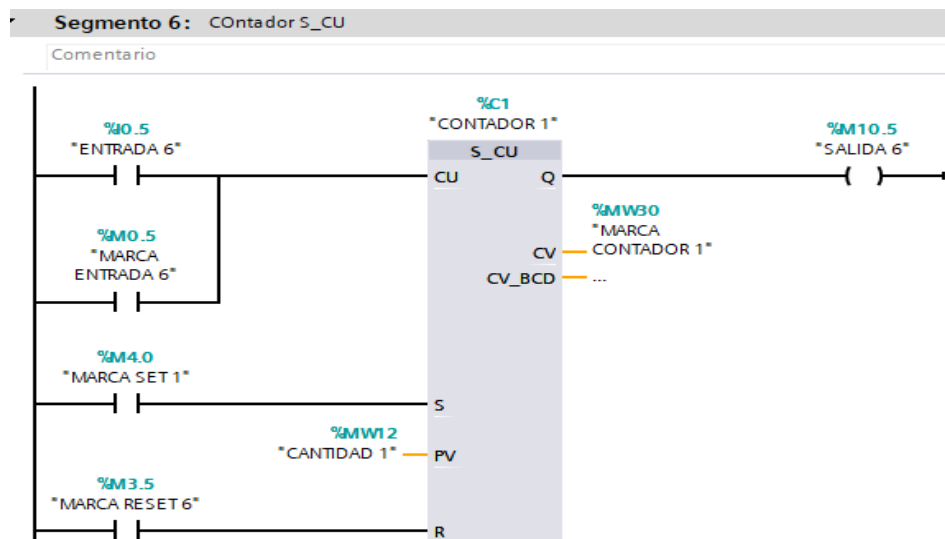 Segmento 6: COntador S_CU
Comentario
%I0.5
"ENTRADA 6"
%M0.5
"MARCA
ENTRADA 6"
%M4.0
"MARCA SET 1"
%MW12
"CANTIDAD 1"
%M3.5
"MARCA RESET 6"
%C1
"CONTADOR 1"
S_CU
CU
Q
CV
CV_BCD
S
PV
R
%M10.5
"SALIDA 6"
%MW30
"MARCA
CONTADOR 1"
...